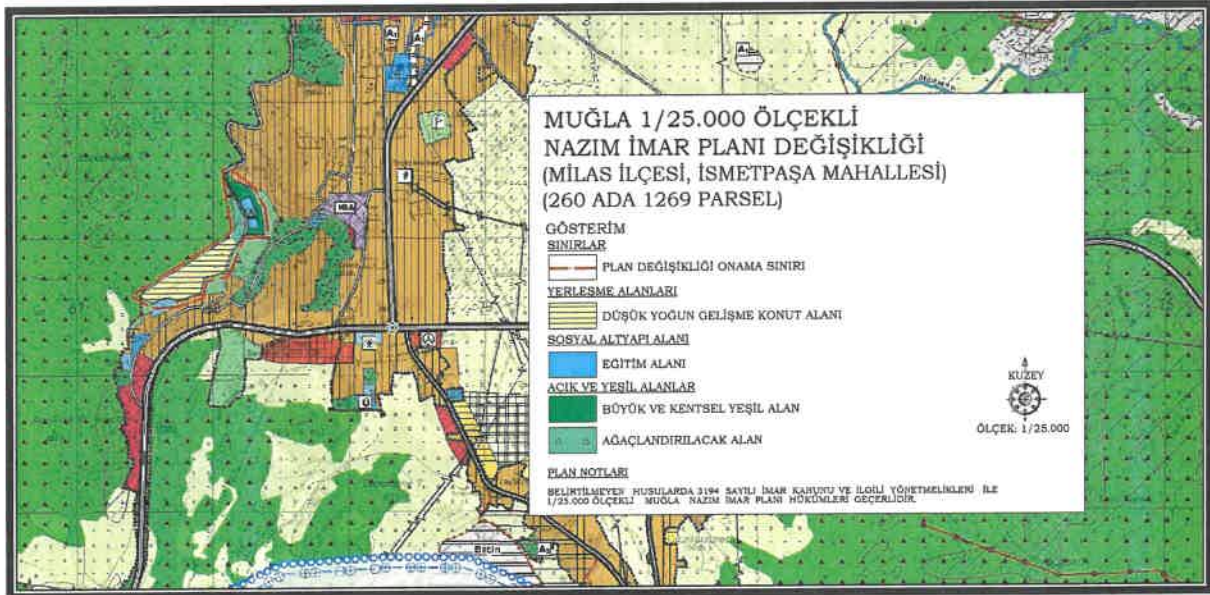 MUĞLA 1/25.000 ÖLÇEKLİ
NAZIM İMAR PLANI DEĞİŞİKLİĞİ
(MİLAS İLÇESİ, İSMETPAŞA MAHALLESİ)
(260 ADA 1269 PARSEL)
GÖSTERİM
SINIRLAR
PLAN DEĞİŞİKLİĞİ ONAMA SINIRI
YERLEŞME ALANLARI
DÜŞÜK YOĞUN GELİŞME KONUT ALANI
SOSYAL ALTYAPI ALANI
EĞİTİM ALANI
AÇIK VE YEŞİL ALANLAR
BÜYÜK VE KENTSEL YEŞİL ALAN
AĞAÇLANDIRILACAK ALAN
KUZEY
ÖLÇEK: 1/25.000
PLAN NOTLARI
BELİRTİLMEYEN HUSULARDA 3194 SAYILI İMAR KANUNU VE İLGİLİ YÖNETMELİKLERİ İLE
1/25.000 ÖLÇEKLİ MUĞLA NAZIM İMAR PLANI HÜKÜMLERİ GEÇERLİDİR.